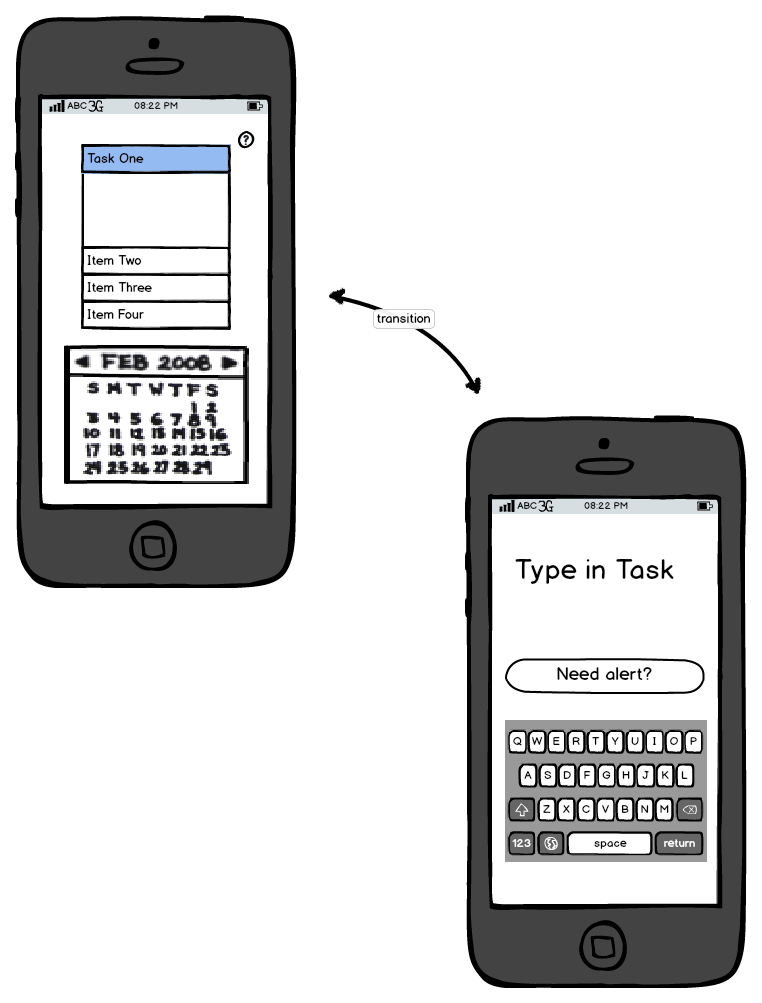 ABC 3G 08:22 PM
?
Task One
Item Two
Item Three
Item Four
FEB 2008
S M T W T F S
1 2
3 4 5 6 7 8 9
10 11 12 13 14 15 16
17 18 19 20 21 22 23
24 25 26 27 28 29
transition
ABC 3G 08:22 PM
Type in Task
Need alert?
Q W E R T Y U I O P
A S D F G H J K L
Z X C V B N M
123 space return